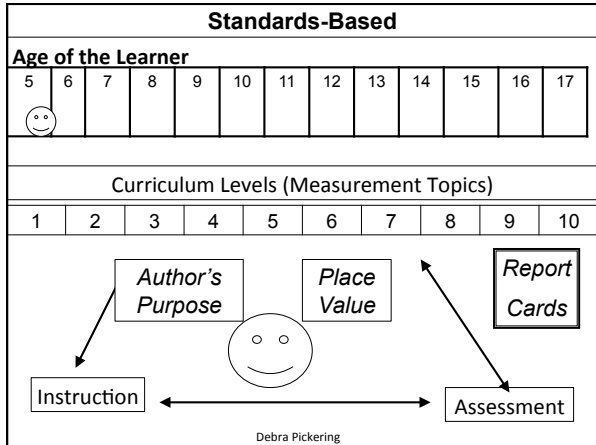 Standards-Based
Age of the Learner
5 6 7 8 9 10 11 12 13 14 15 16 17
Curriculum Levels (Measurement Topics)
1 2 3 4 5 6 7 8 9 10
Author's
Purpose
Place
Value
Report
Cards
Instruction
Assessment
Debra Pickering